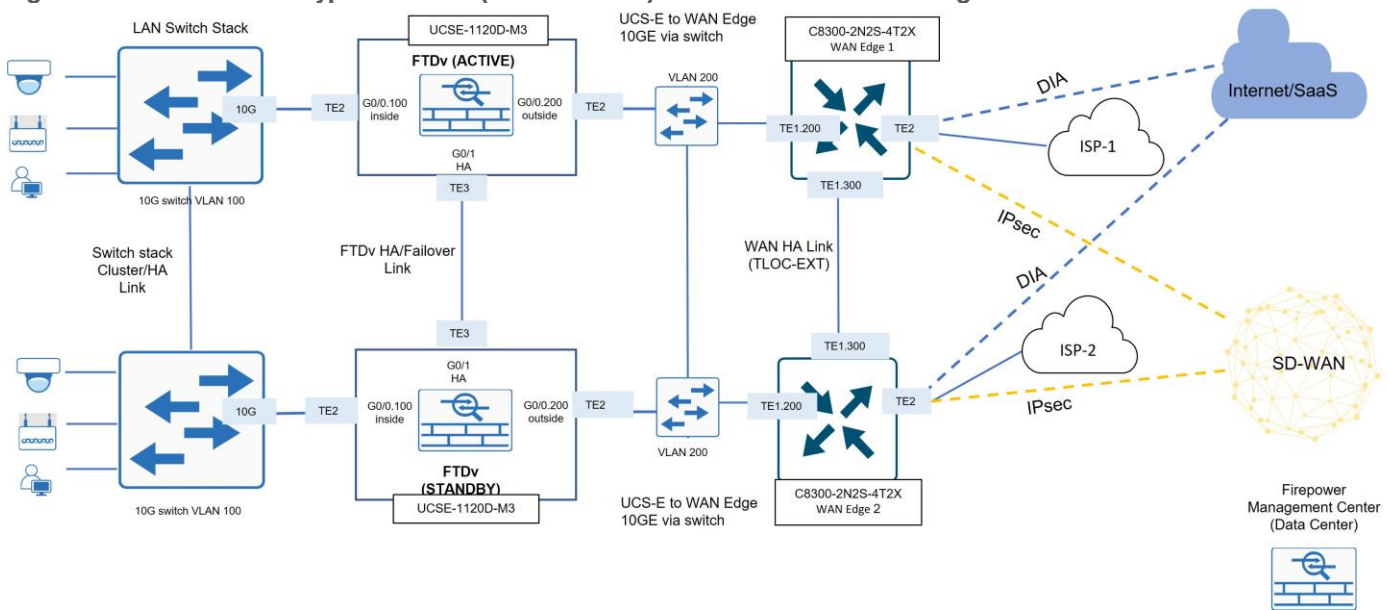 LAN Switch Stack
10G
10G switch VLAN 100
Switch stack
Cluster/HA
Link
10G
10G switch VLAN 100
UCSE-1120D-M3
FTDv (ACTIVE)
TE2
G0/0.100
inside
G0/0.200
outside
TE2
G0/1
HA
TE3
FTDv HA/Failover
Link
TE3
G0/1
HA
TE2
G0/0.100
inside
G0/0.200
outside
TE2
FTDv
(STANDBY)
UCSE-1120D-M3
UCS-E to WAN Edge
10GE via switch
VLAN 200
VLAN 200
UCS-E to WAN Edge
10GE via switch
C8300-2N2S-4T2X
WAN Edge 1
TE1.200
TE2
TE1.300
WAN HA Link
(TLOC-EXT)
TE1.300
TE1.200
TE2
C8300-2N2S-4T2X
WAN Edge 2
DIA
Internet/SaaS
ISP-1
IPsec
DIA
ISP-2
IPsec
SD-WAN
Firepower
Management Center
(Data Center)